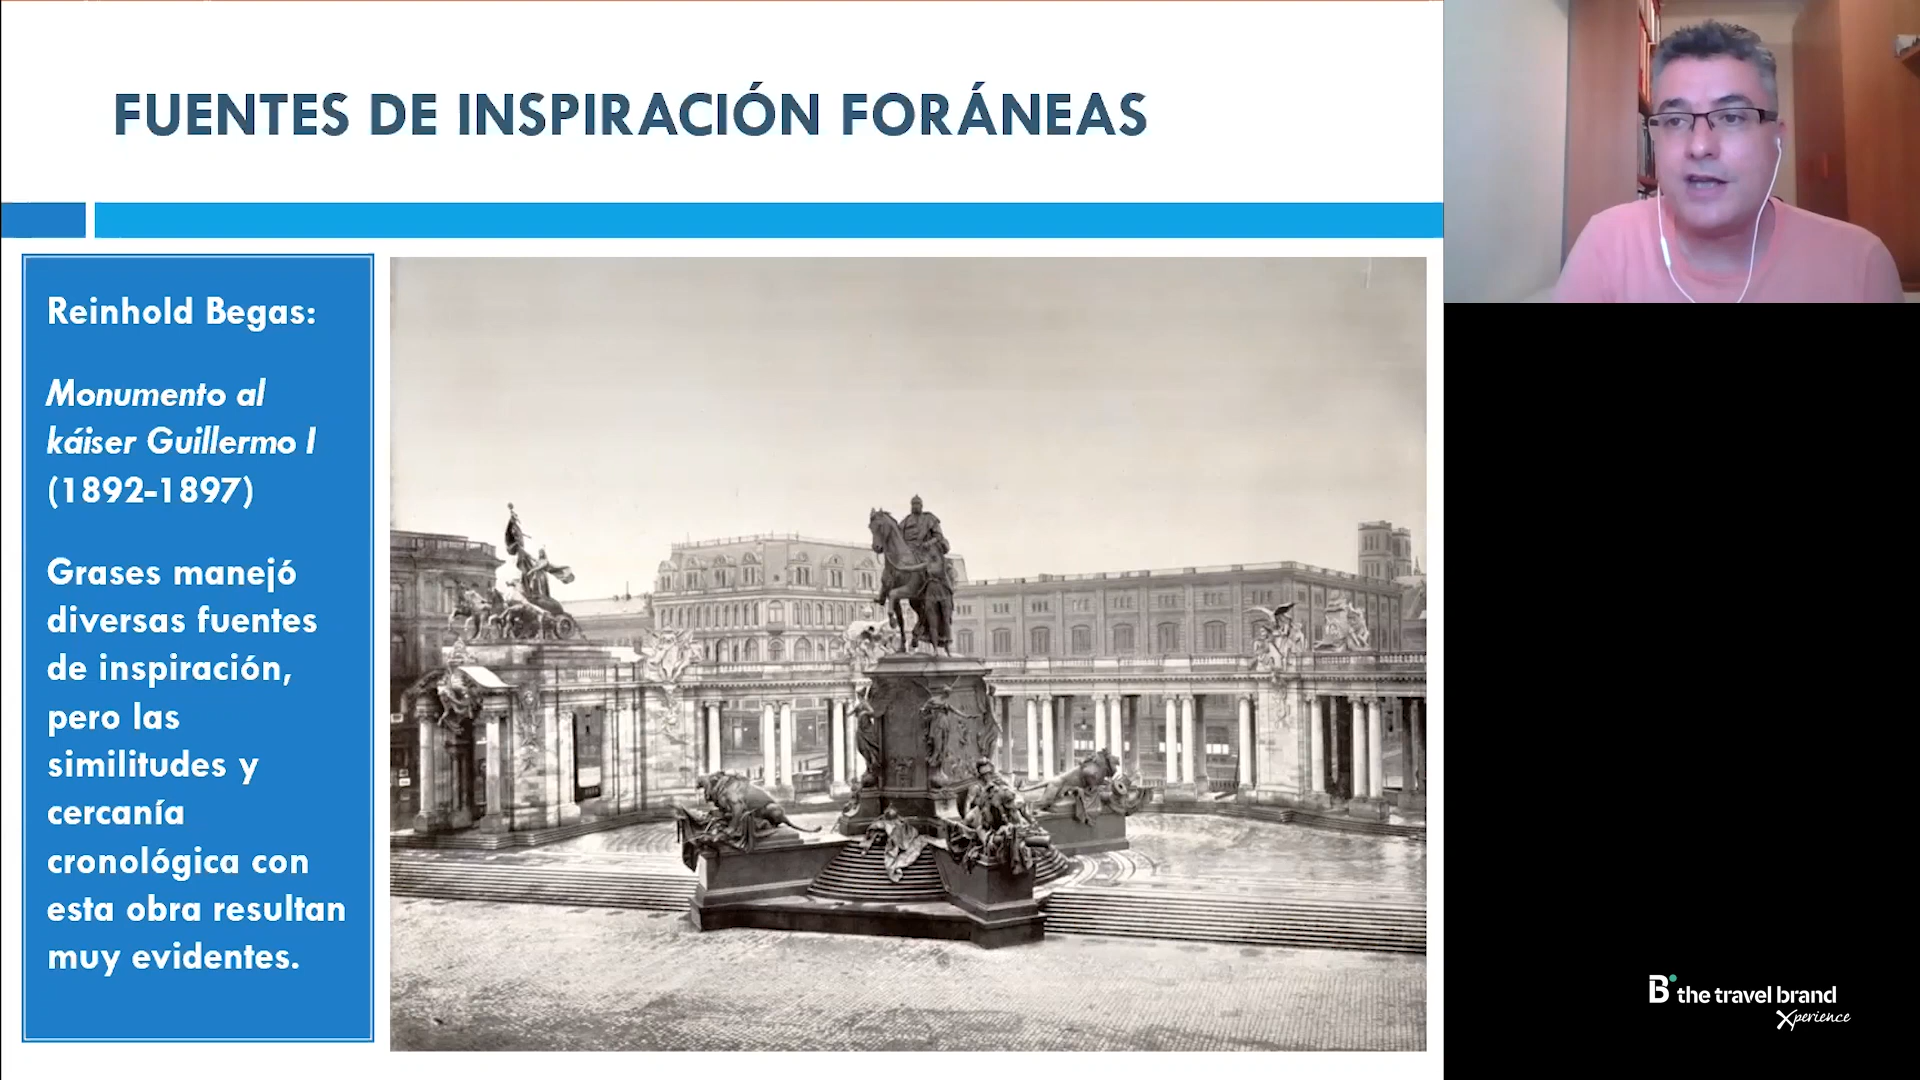 FUENTES DE INSPIRACIÓN FORÁNEAS
Reinhold Begas:
Monumento al
káiser Guillermo I
(1892-1897)
Grases manejó
diversas fuentes
de inspiración,
pero las
similitudes y
cercanía
cronológica con
esta obra resultan
muy evidentes.
B the travel brand
Xperience